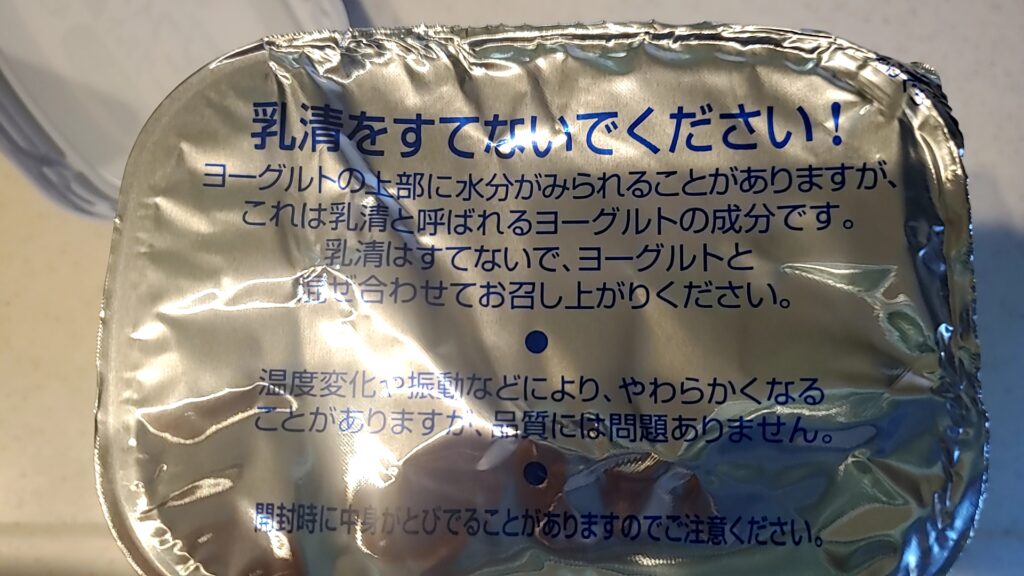 乳清をすてないでください!
ヨーグルトの上部に水分がみられることがありますが、
これは乳清と呼ばれるヨーグルトの成分です。
乳清はすてないで、ヨーグルトと
混ぜ合わせてお召し上がりください。
温度変化や振動などにより、やわらかくなる
ことがありますが、品質には問題ありません。
開封時に中身がとびでることがありますのでご注意ください。